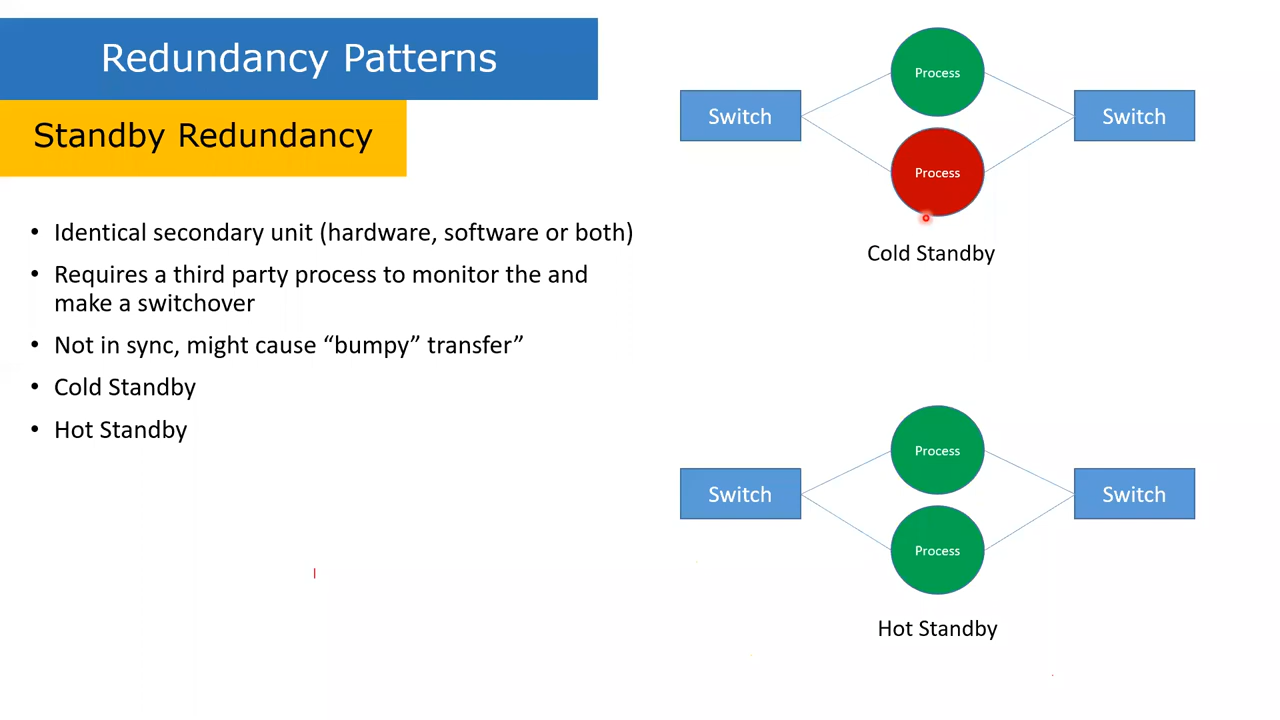 Redundancy Patterns
Standby Redundancy
• Identical secondary unit (hardware, software or both)
• Requires a third party process to monitor the and
make a switchover
• Not in sync, might cause “bumpy” transfer”
• Cold Standby
• Hot Standby
Process
Switch
Switch
Process
Cold Standby
Process
Switch
Switch
Process
Hot Standby